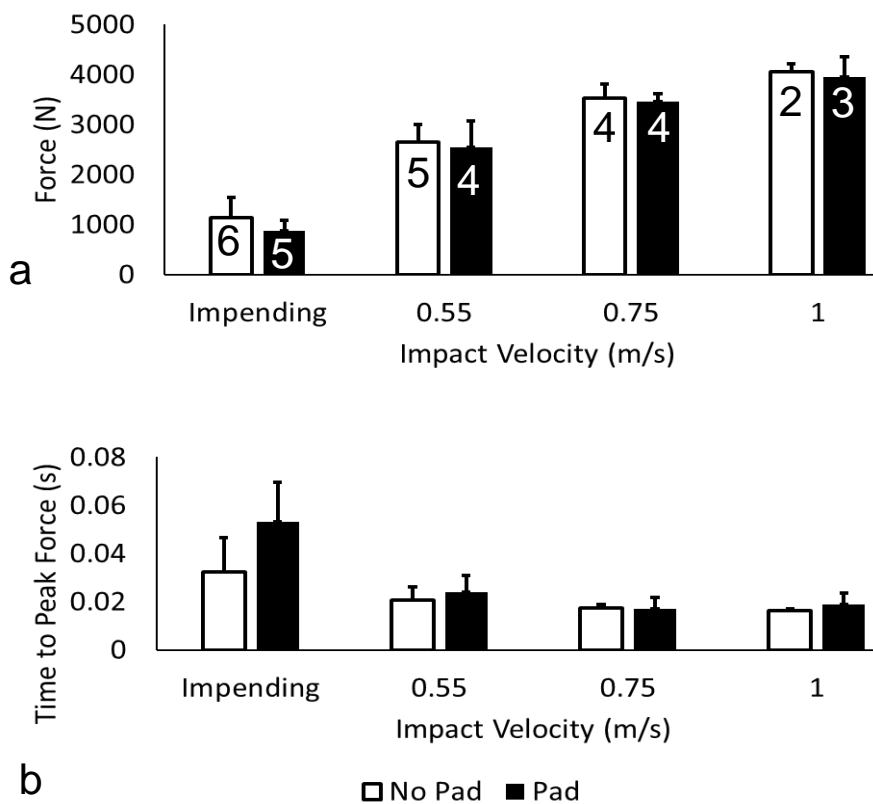 5000
4000
3000
2000
1000
0
Force (N)
6 5 5 4 4 4 2 3
a
Impending 0.55 0.75 1
Impact Velocity (m/s)
0.08
0.06
0.04
0.02
0
Time to Peak Force (s)
Impending 0.55 0.75 1
Impact Velocity (m/s)
b
No Pad Pad